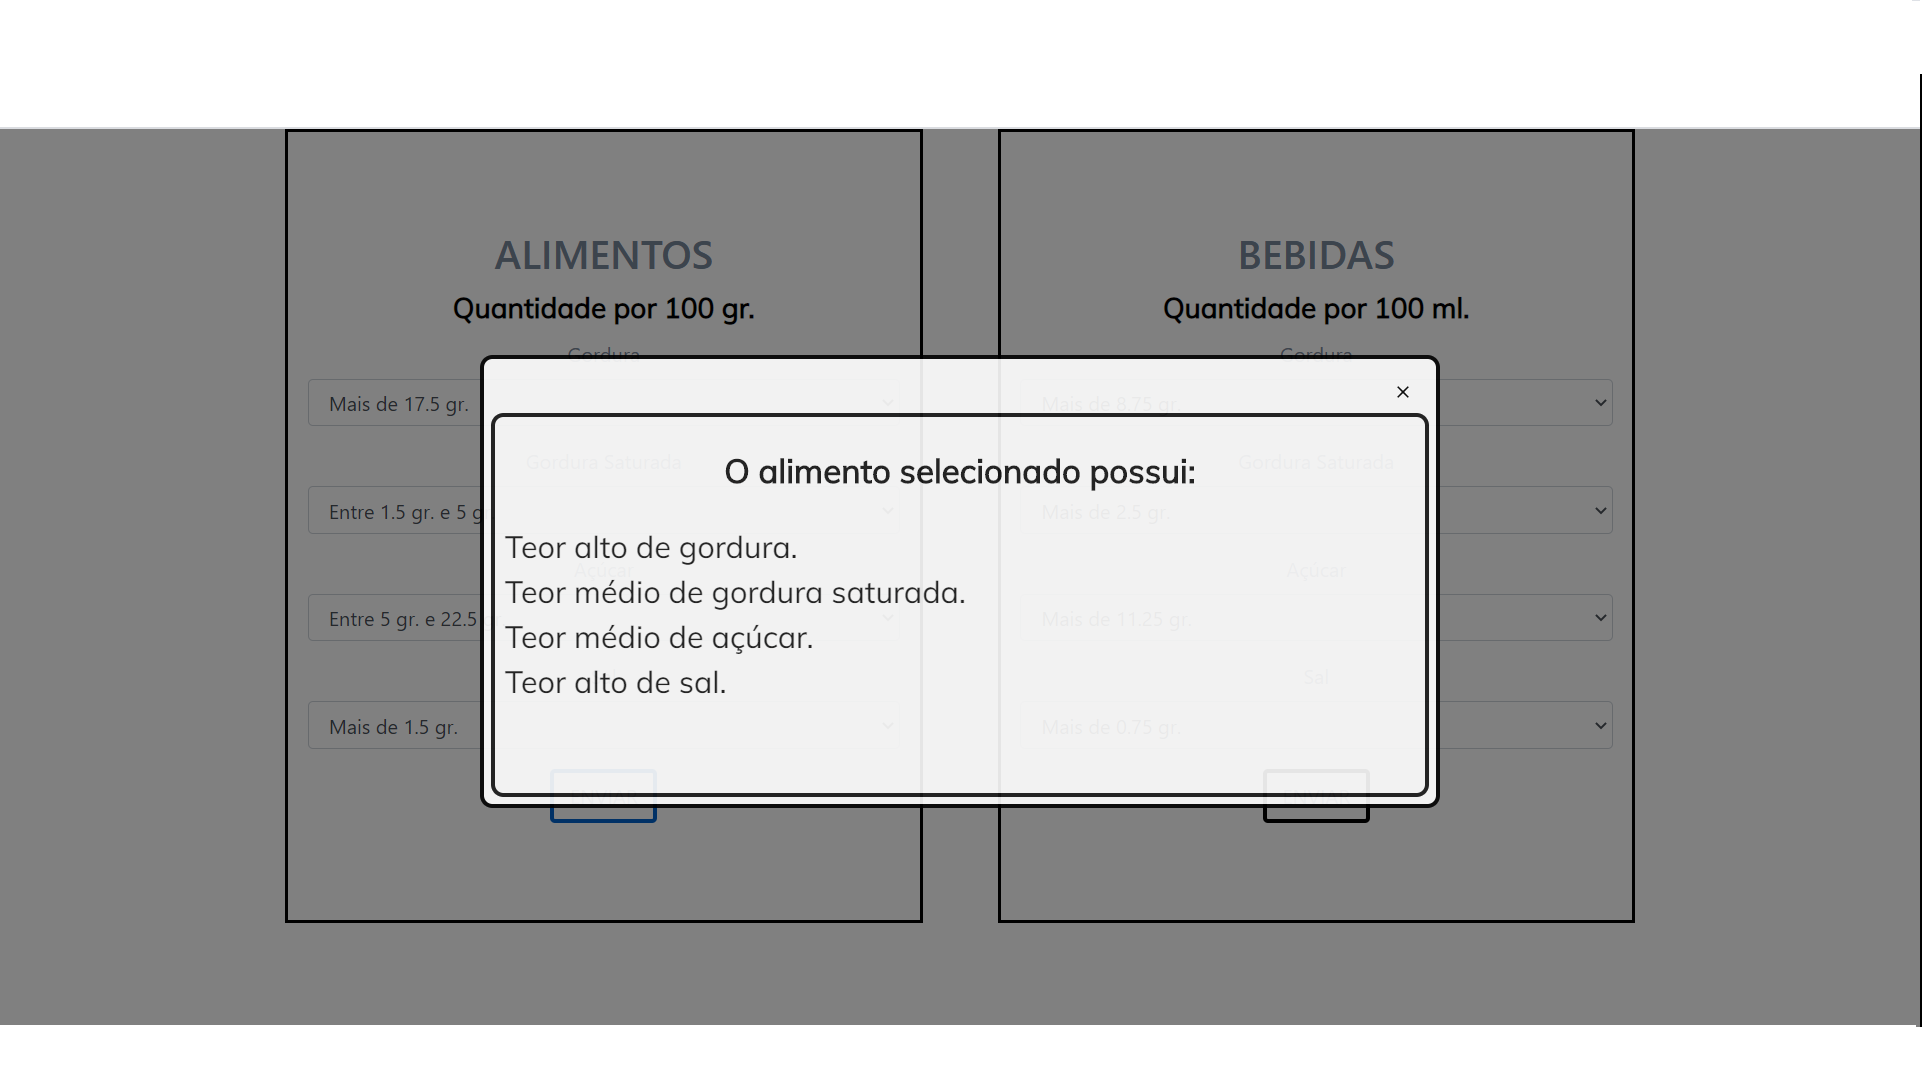 ALIMENTOS
Quantidade por 100 gr.
Gordura
Mais de 17.5 gr.
Gordura Saturada
Entre 1.5 gr. e 5 g
Açúcar
Entre 5 gr. e 22.5 gr.
Mais de 1.5 gr.
ENVIAR
BEBIDAS
Quantidade por 100 ml.
Gordura
Mais de 8.75 gr.
Gordura Saturada
Mais de 2.5 gr.
Açúcar
Mais de 11.25 gr.
Sal
Mais de 0.75 gr.
ENVIAR
×
O alimento selecionado possui:
Teor alto de gordura.
Teor médio de gordura saturada.
Teor médio de açúcar.
Teor alto de sal.